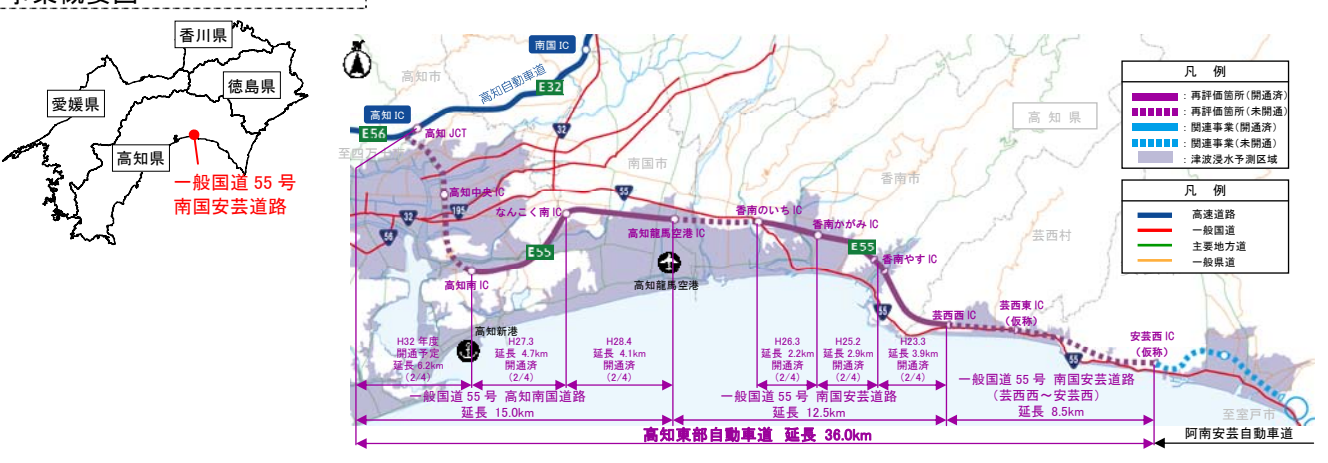 香川県
徳島県
愛媛県
高知県
一般国道 55 号
南国安芸道路
南国 IC
高知市
高知自動車道
E32
高知 IC
E56
高知 JCT
32
高知県
南国市
香南市
芸西村
高知中央 IC
195
32
56
55
なんこく南 IC
高知龍馬空港 IC
香南のいち IC
香南かがみ IC
E55
E55
香南やす IC
高知南 IC
高知龍馬空港
高知新港
55
芸西西 IC
芸西東 IC
(仮称)
55
安芸西 IC
(仮称)
至室戸市
凡 例
：再評価箇所(開通済)
：再評価箇所(未開通)
：関連事業(開通済)
：関連事業(未開通)
：津波浸水予測区域
凡 例
高速道路
一般国道
主要地方道
一般県道
H32 年度
開通予定
延長 6.2km
(2/4)
H27.3
延長 4.7km
開通済
(2/4)
H28.4
延長 4.1km
開通済
(2/4)
H26.3
延長 2.2km
開通済
(2/4)
H25.2
延長 2.9km
開通済
(2/4)
H23.3
延長 3.9km
開通済
(2/4)
一般国道 55 号 高知南国道路
延長 15.0km
一般国道 55 号 南国安芸道路
延長 12.5km
一般国道 55 号 南国安芸道路
(芸西西～安芸西)
延長 8.5km
高知東部自動車道 延長 36.0km
阿南安芸自動車道